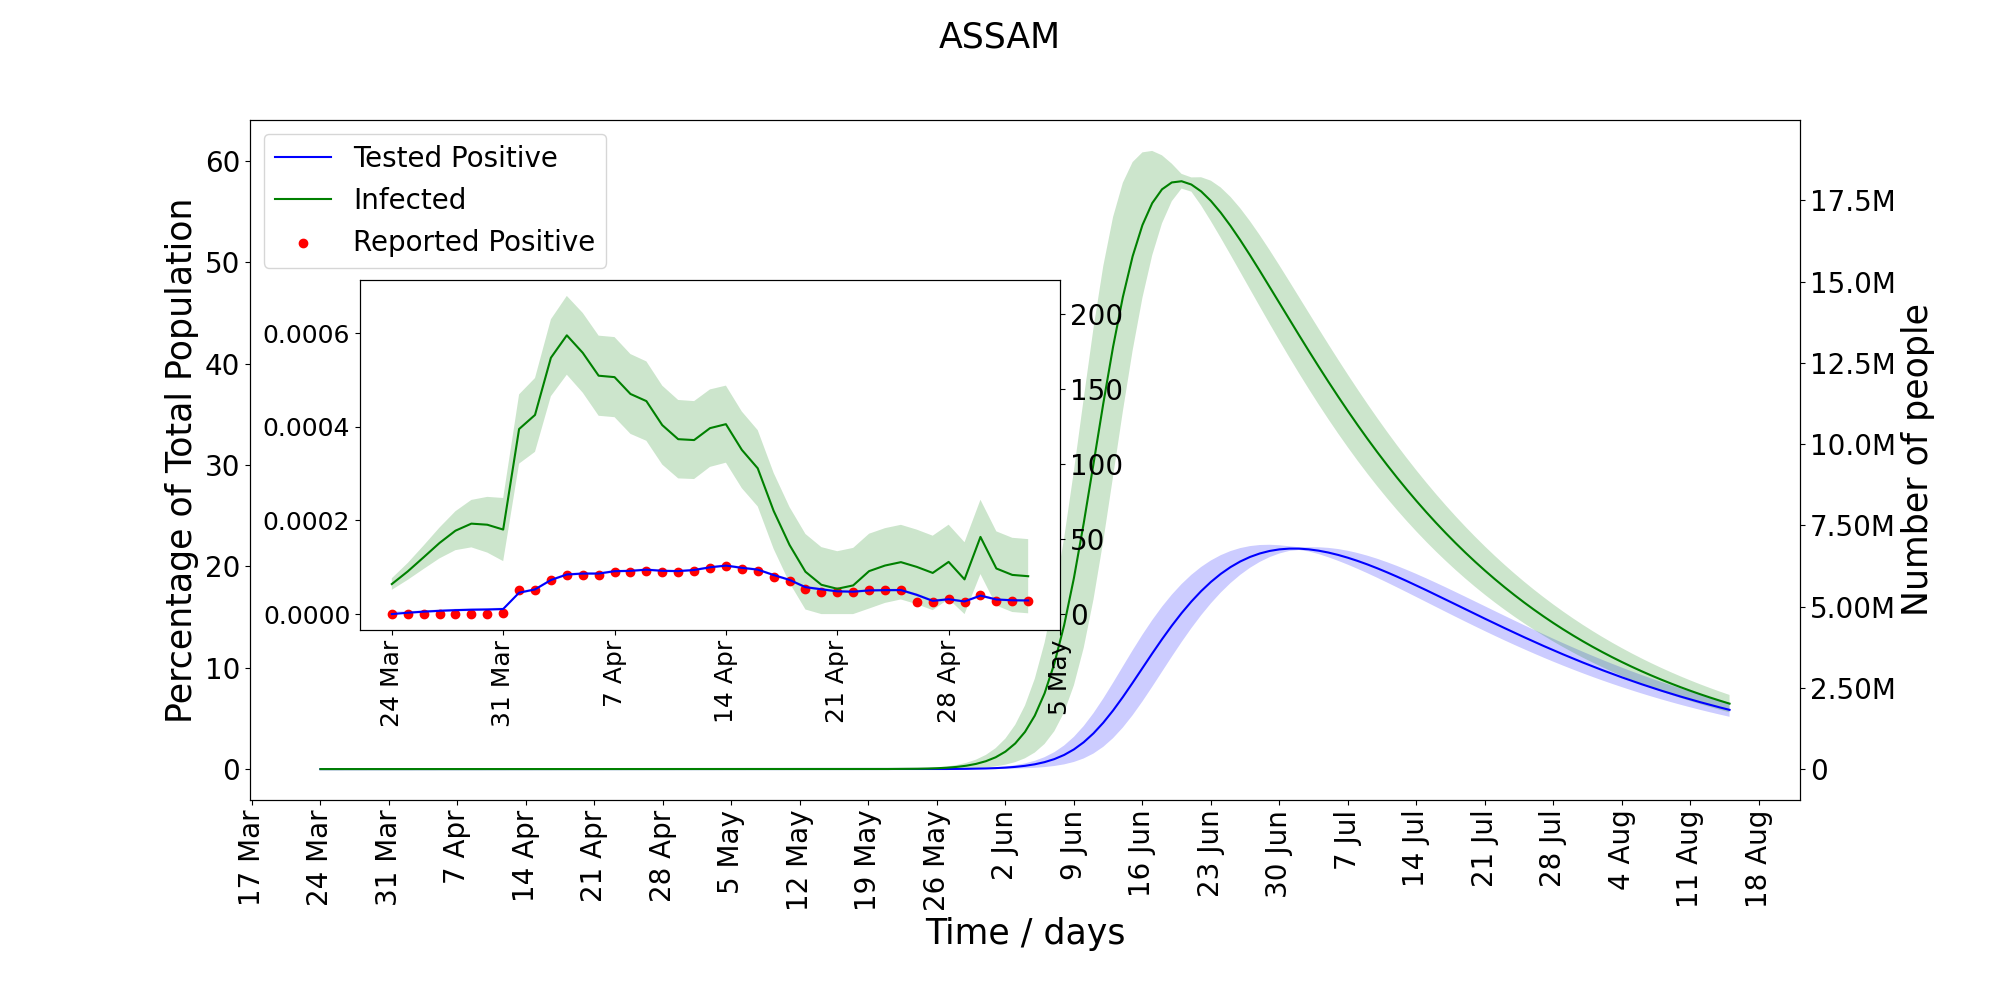 ASSAM
Tested Positive
Infected
Reported Positive
Percentage of Total Population
60
50
40
30
20
10
0
0.0006
0.0004
0.0002
0.0000
200
150
100
50
0
24 Mar
31 Mar
7 Apr
14 Apr
21 Apr
28 Apr
5 May
17.5M
15.0M
12.5M
10.0M
7.50M
5.00M
2.50M
0
Number of people
17 Mar
24 Mar
31 Mar
7 Apr
14 Apr
21 Apr
28 Apr
5 May
12 May
19 May
26 May
2 Jun
9 Jun
16 Jun
23 Jun
30 Jun
7 Jul
14 Jul
21 Jul
28 Jul
4 Aug
11 Aug
18 Aug
Time / days